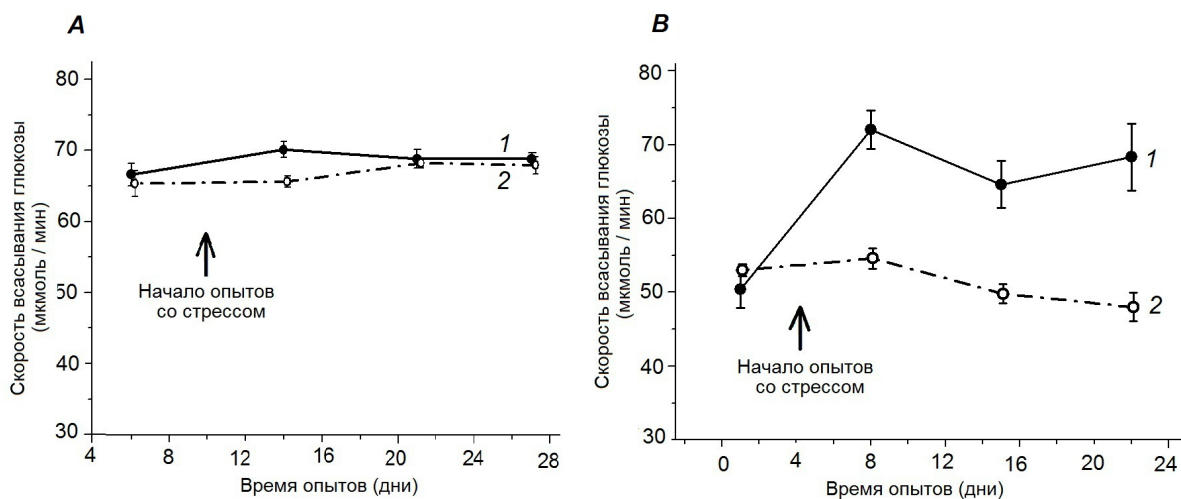 A
Скорость всасывания глюкозы
(мкмоль / мин)
80
70
60
50
40
30
1
2
Начало опытов
со стрессом
4
8
12
16
20
24
28
Время опытов (дни)
B
Скорость всасывания глюкозы
(мкмоль / мин)
80
70
60
50
40
30
1
2
Начало опытов
со стрессом
0
4
8
12
16
20
24
Время опытов (дни)